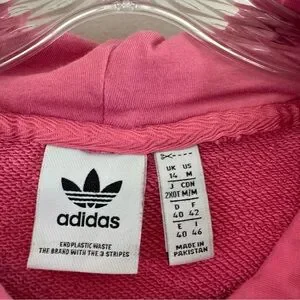 adidas
END PLASTIC WASTE
THE BRAND WITH THE 3 STRIPES
UK US
14 M
J CDN
2XOT M/M
D F
40 42
E I
40 46
MADE IN
PAKISTAN